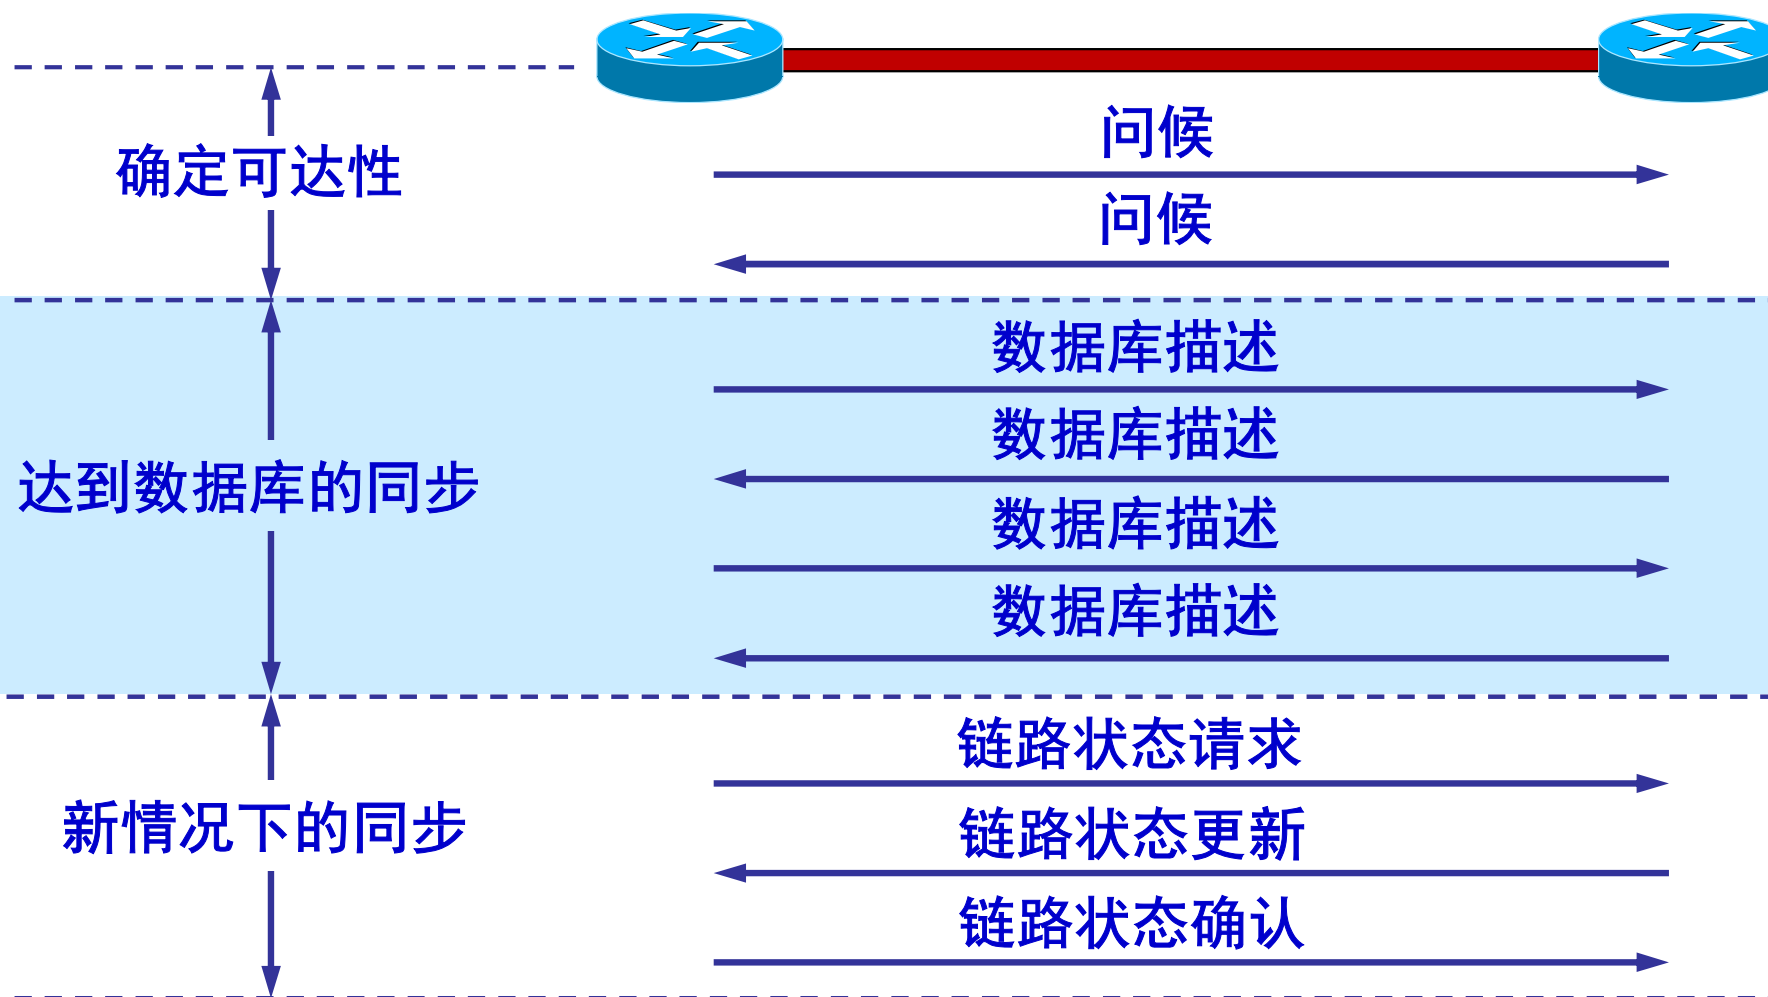 问候
确定可达性
问候
数据库描述
数据库描述
达到数据库的同步
数据库描述
数据库描述
链路状态请求
新情况下的同步
链路状态更新
链路状态确认